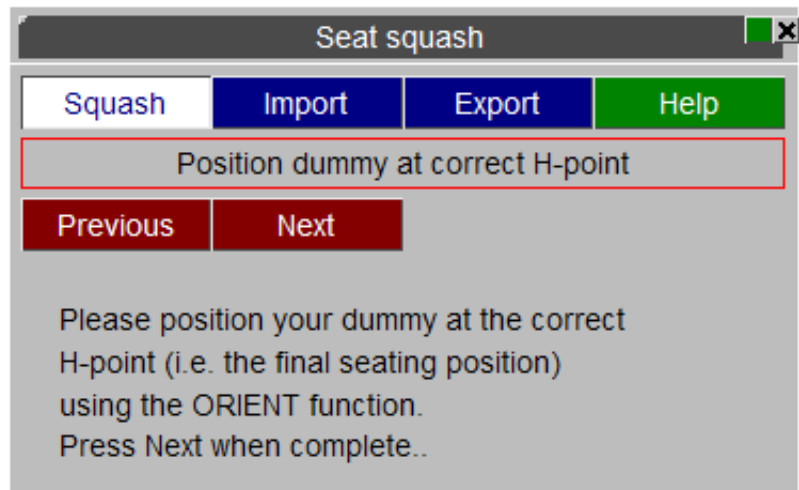 Seat squash
Squash Import Export Help
Position dummy at correct H-point
Previous Next
Please position your dummy at the correct
H-point (i.e. the final seating position)
using the ORIENT function.
Press Next when complete..